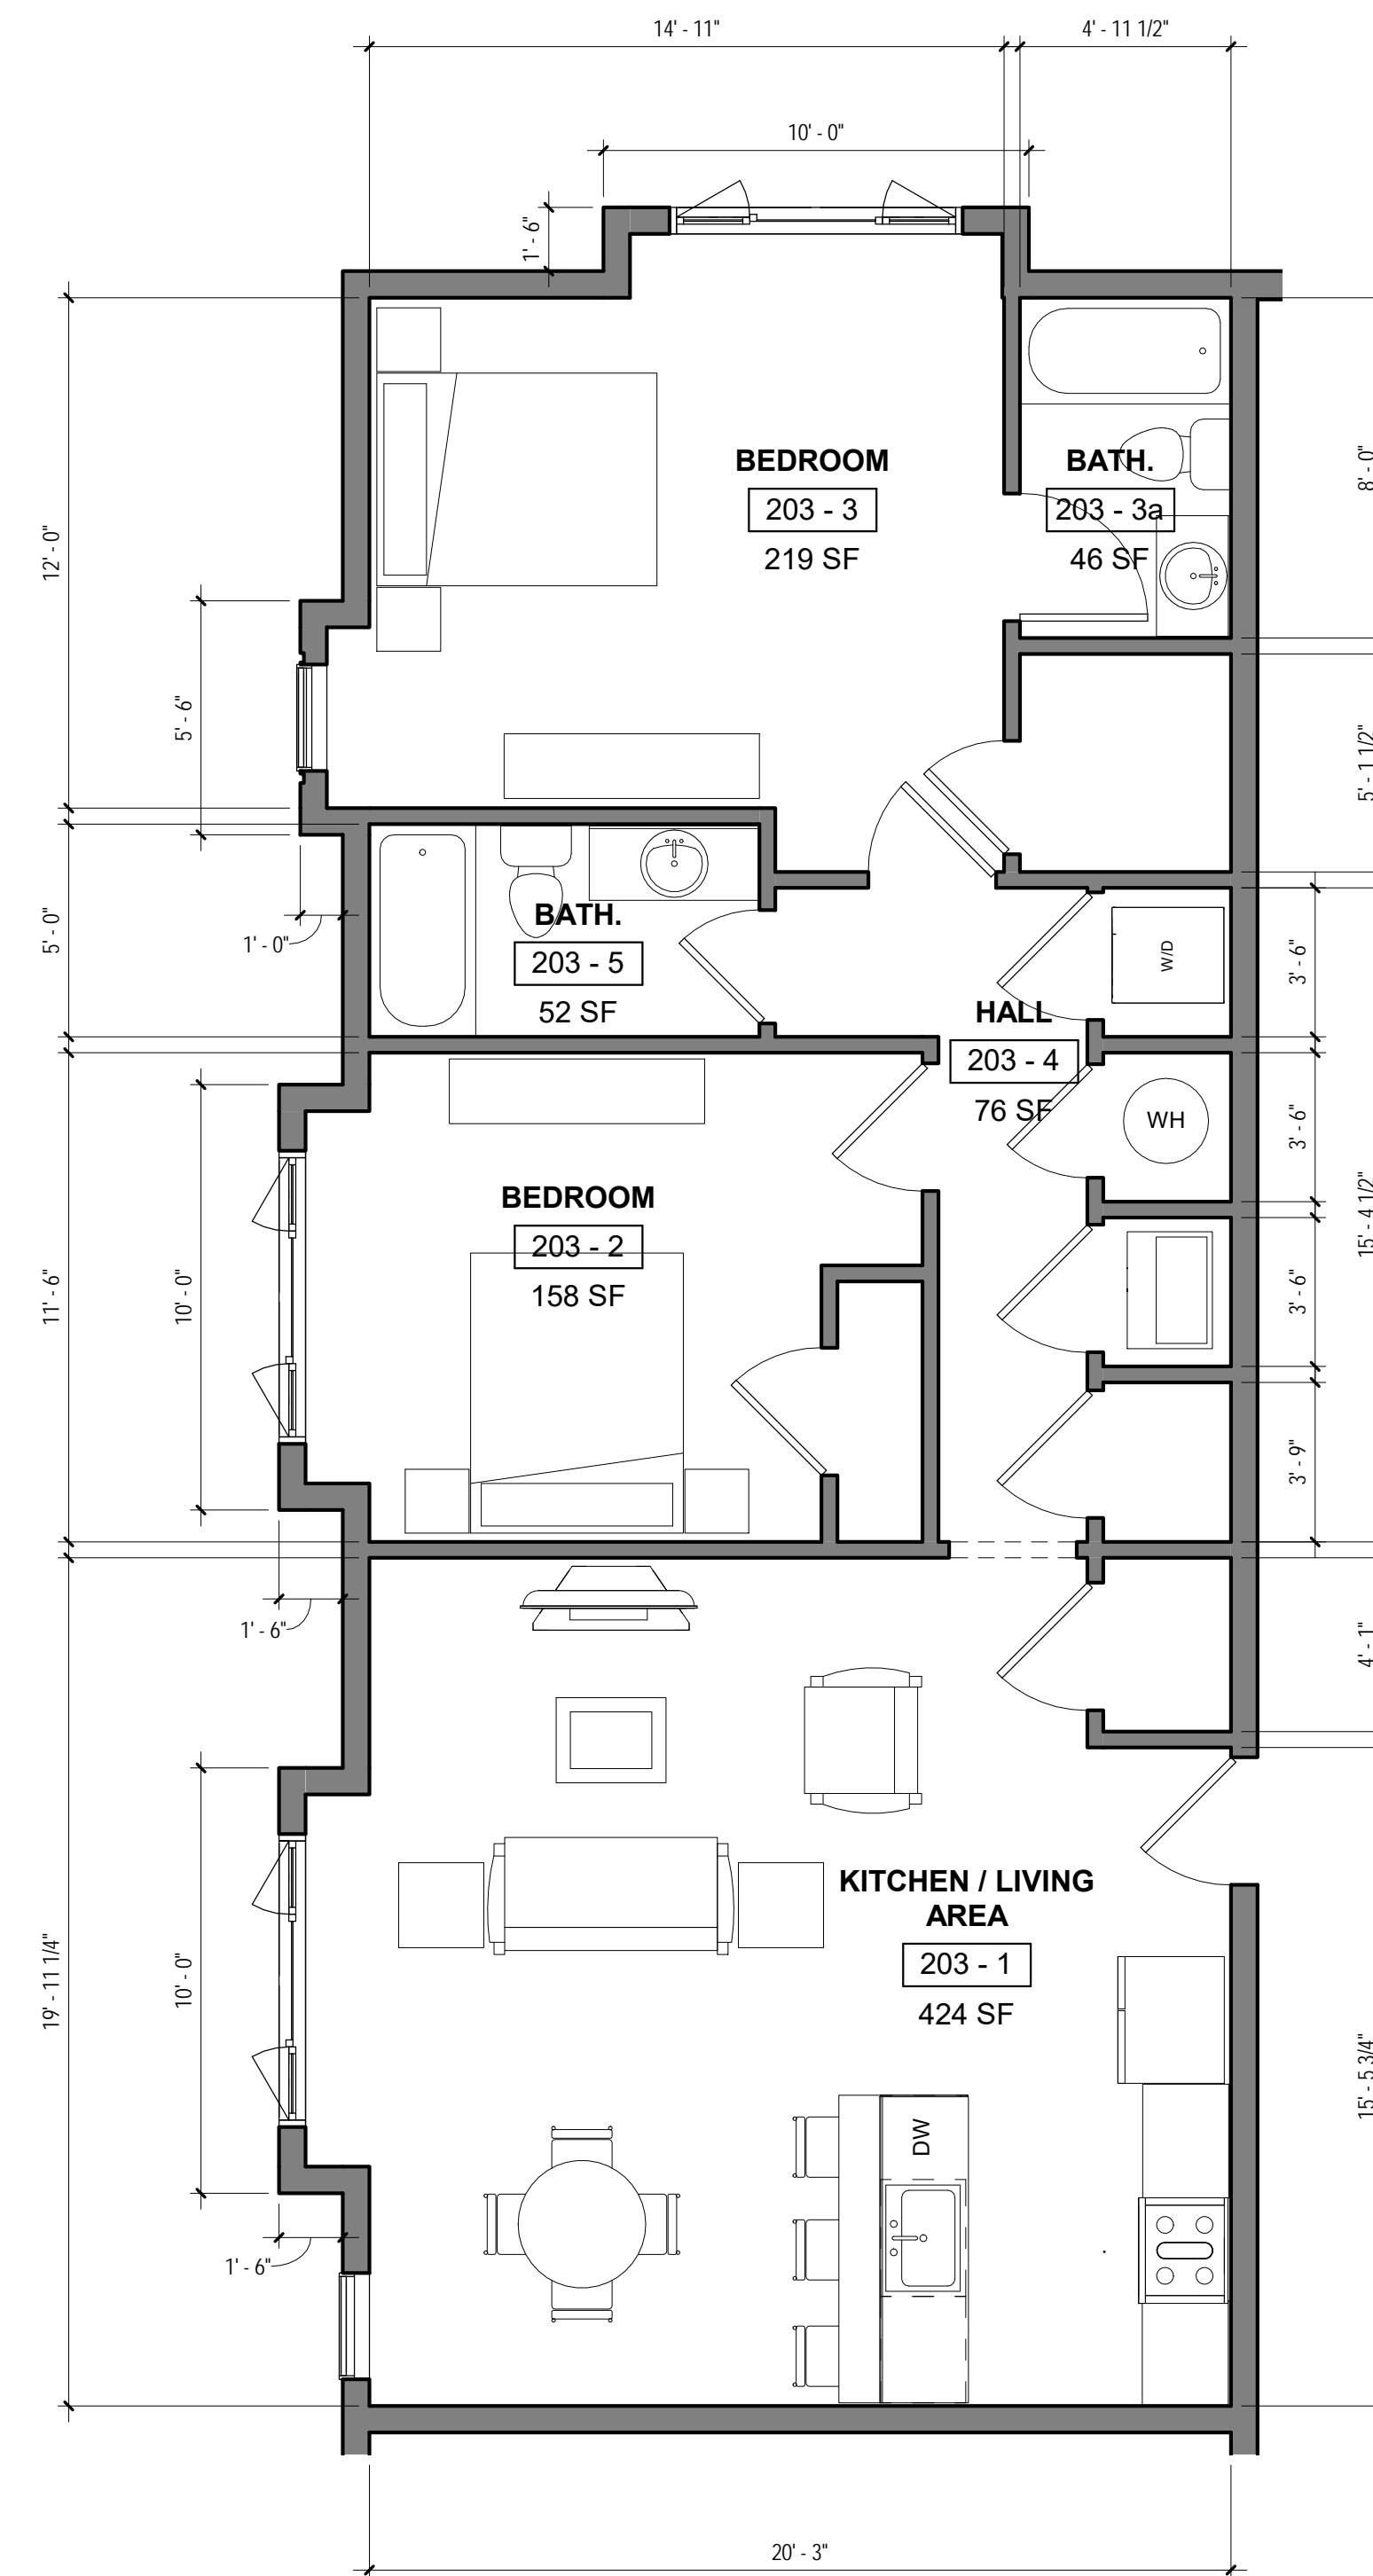 14' - 11"
4' - 11 1/2"
10' - 0"
1' - 6"
12' - 0"
BEDROOM
203 - 3
219 SF
BATH.
203 - 3a
46 SF
8' - 0"
5' - 6"
5' - 1 1/2"
5' - 0"
1' - 0"
BATH.
203 - 5
52 SF
W/D
3' - 6"
HALL
203 - 4
76 SF
WH
3' - 6"
15' - 4 1/2"
11' - 6"
10' - 0"
BEDROOM
203 - 2
158 SF
3' - 6"
3' - 9"
1' - 6"
4' - 1"
KITCHEN / LIVING
AREA
203 - 1
424 SF
19' - 11 1/4"
10' - 0"
15' - 5 3/4"
DW
1' - 6"
20' - 3"